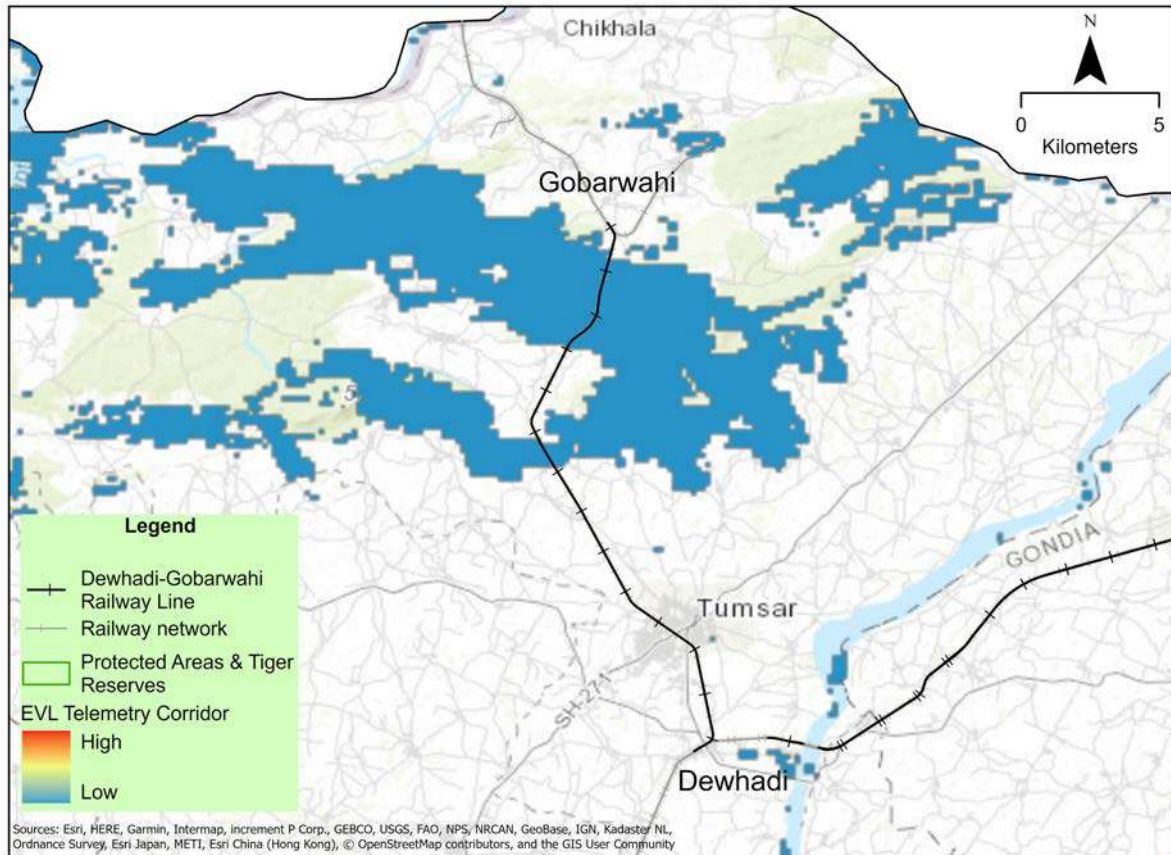 Chikhala
N
0 5
Kilometers
Gobarwahi
5
GONDIA
Tumsar
SH-271
Dewhadi
Legend
Dewhadi-Gobarwahi
Railway Line
Railway network
Protected Areas & Tiger
Reserves
EVL Telemetry Corridor
High
Low
Sources: Esri, HERE, Garmin, Intermap, increment P Corp., GEBCO, USGS, FAO, NPS, NRCAN, GeoBase, IGN, Kadaster NL,
Ordnance Survey, Esri Japan, METI, Esri China (Hong Kong), © OpenStreetMap contributors, and the GIS User Community